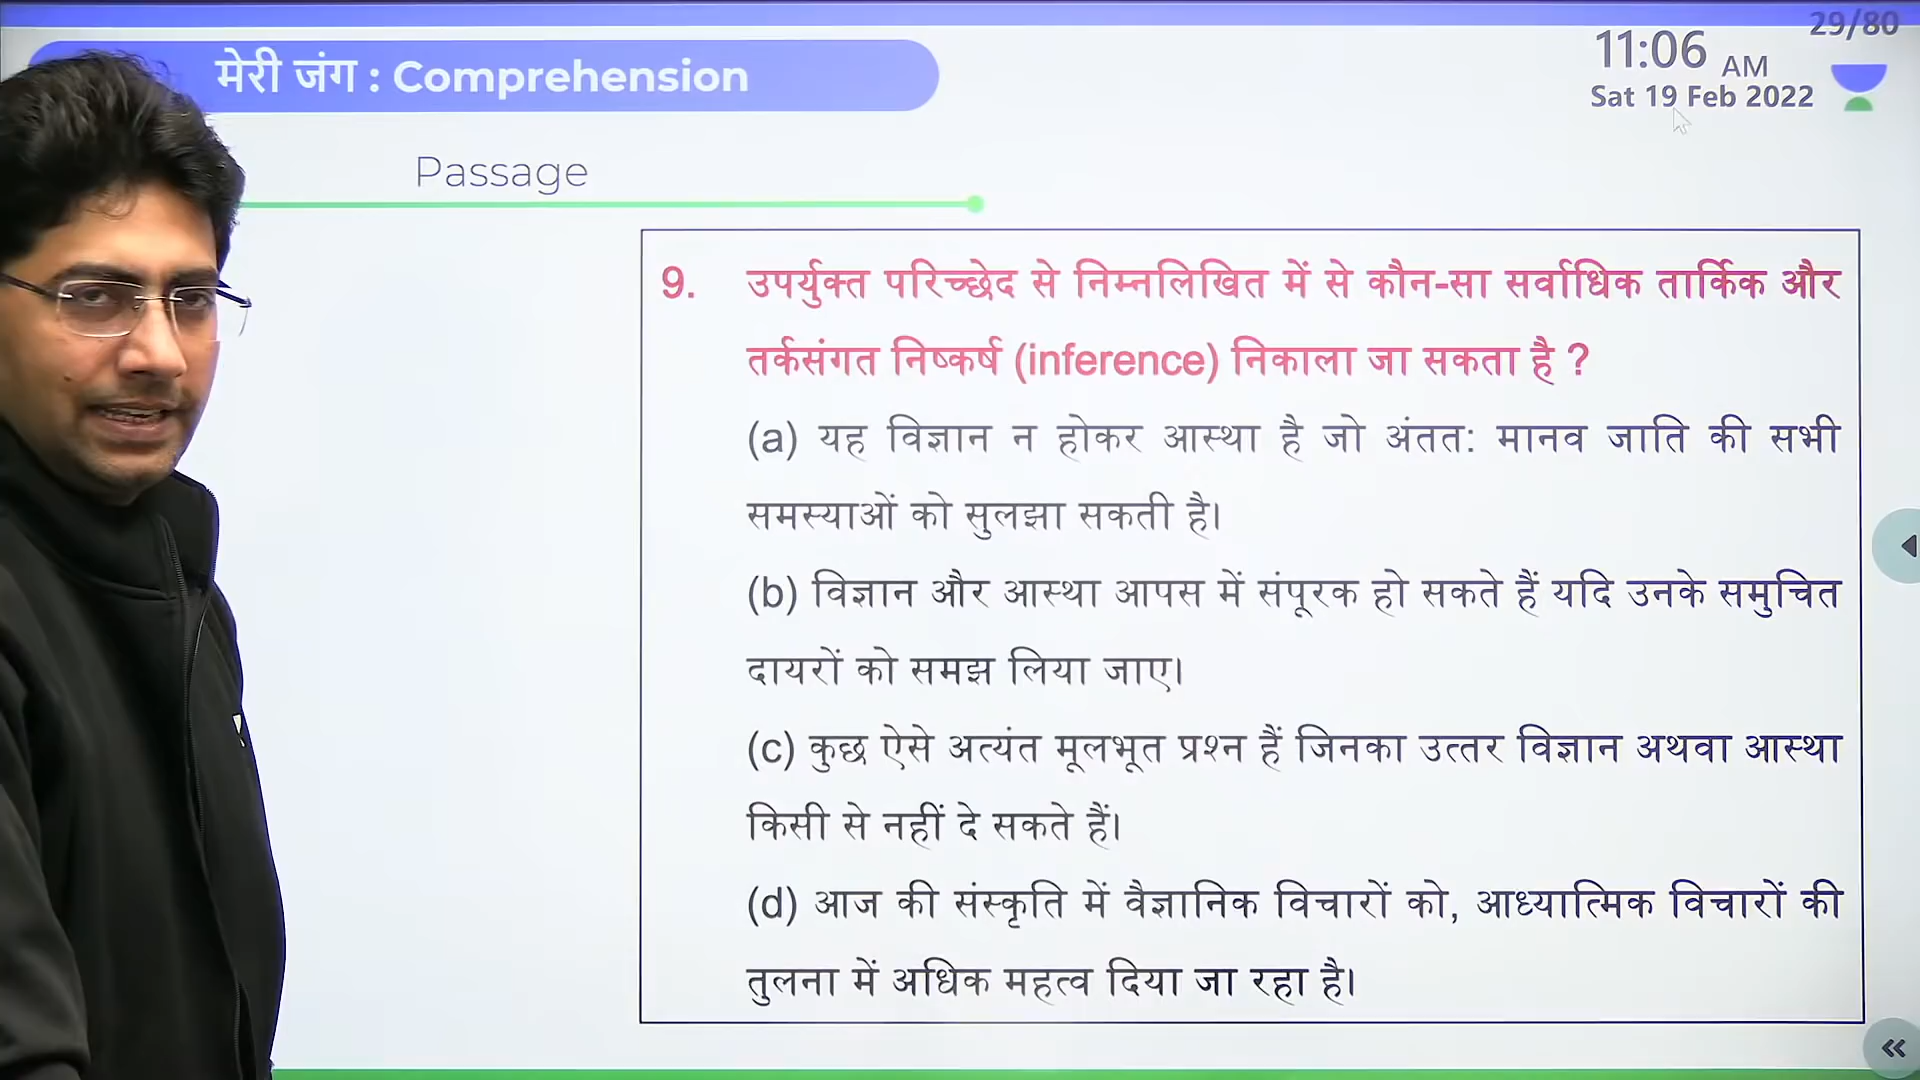 29/80
मेरी जंग : Comprehension
11:06 AM
Sat 19 Feb 2022
Passage
9. उपर्युक्त परिच्छेद से निम्नलिखित में से कौन-सा सर्वाधिक तार्किक और
तर्कसंगत निष्कर्ष (inference) निकाला जा सकता है ?
(a) यह विज्ञान न होकर आस्था है जो अंतत: मानव जाति की सभी
समस्याओं को सुलझा सकती है।
(b) विज्ञान और आस्था आपस में संपूरक हो सकते हैं यदि उनके समुचित
दायरों को समझ लिया जाए।
(c) कुछ ऐसे अत्यंत मूलभूत प्रश्न हैं जिनका उत्तर विज्ञान अथवा आस्था
किसी से नहीं दे सकते हैं।
(d) आज की संस्कृति में वैज्ञानिक विचारों को, आध्यात्मिक विचारों की
तुलना में अधिक महत्व दिया जा रहा है।